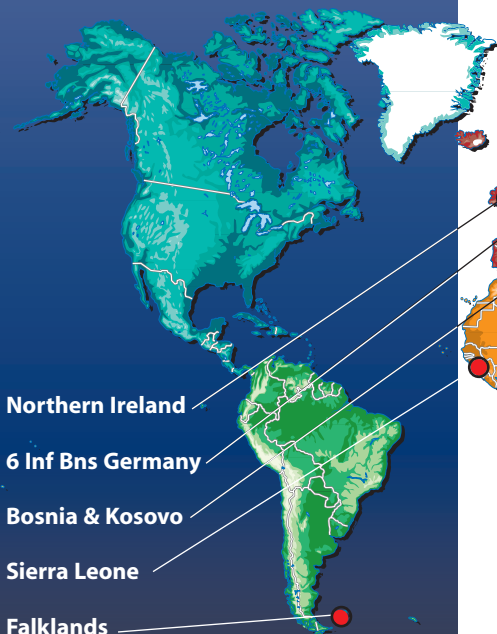 Northern Ireland
6 Inf Bns Germany
Bosnia & Kosovo
Sierra Leone
Falklands